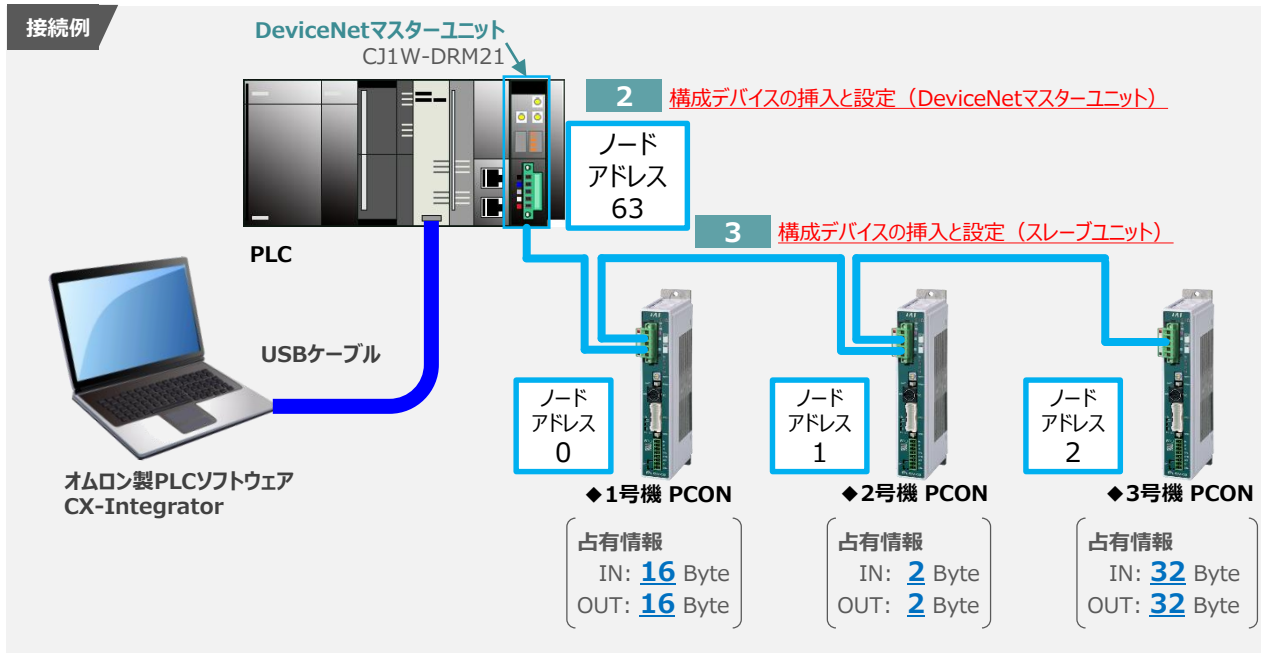 接続例
DeviceNetマスターユニット
CJ1W-DRM21
2 構成デバイスの挿入と設定（DeviceNetマスターユニット）
ノード
アドレス
63
3 構成デバイスの挿入と設定（スレーブユニット）
PLC
USBケーブル
オムロン製PLCソフトウェア
CX-Integrator
ノード
アドレス
0
◆1号機 PCON
占有情報
IN: 16 Byte
OUT: 16 Byte
ノード
アドレス
1
◆2号機 PCON
占有情報
IN: 2 Byte
OUT: 2 Byte
ノード
アドレス
2
◆3号機 PCON
占有情報
IN: 32 Byte
OUT: 32 Byte